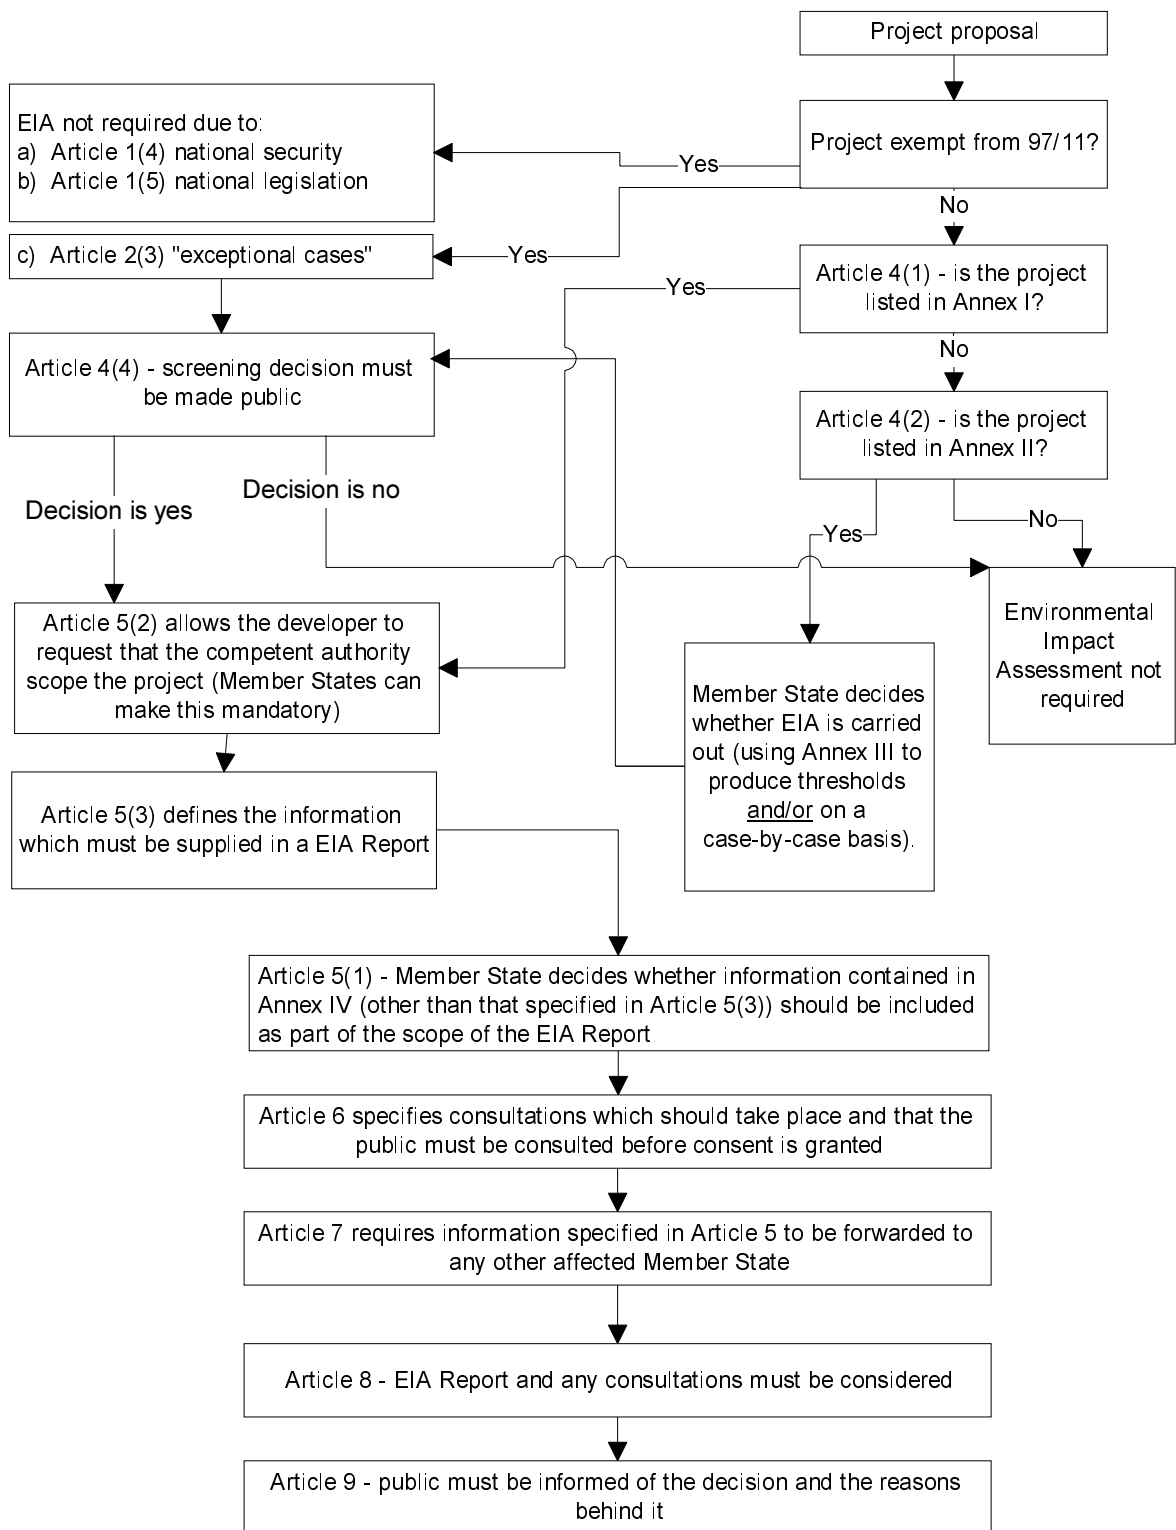 Project proposal
EIA not required due to:
a) Article 1(4) national security
b) Article 1(5) national legislation
Project exempt from 97/11?
Yes
No
c) Article 2(3) "exceptional cases"
Yes
Article 4(1) - is the project
listed in Annex I?
Yes
No
Article 4(4) - screening decision must
be made public
Article 4(2) - is the project
listed in Annex II?
Decision is yes
Decision is no
Yes
No
Environmental
Impact
Assessment not
required
Article 5(2) allows the developer to
request that the competent authority
scope the project (Member States can
make this mandatory)
Member State decides
whether EIA is carried
out (using Annex III to
produce thresholds
and/or on a
case-by-case basis).
Article 5(3) defines the information
which must be supplied in a EIA Report
Article 5(1) - Member State decides whether information contained in
Annex IV (other than that specified in Article 5(3)) should be included
as part of the scope of the EIA Report
Article 6 specifies consultations which should take place and that the
public must be consulted before consent is granted
Article 7 requires information specified in Article 5 to be forwarded to
any other affected Member State
Article 8 - EIA Report and any consultations must be considered
Article 9 - public must be informed of the decision and the reasons
behind it